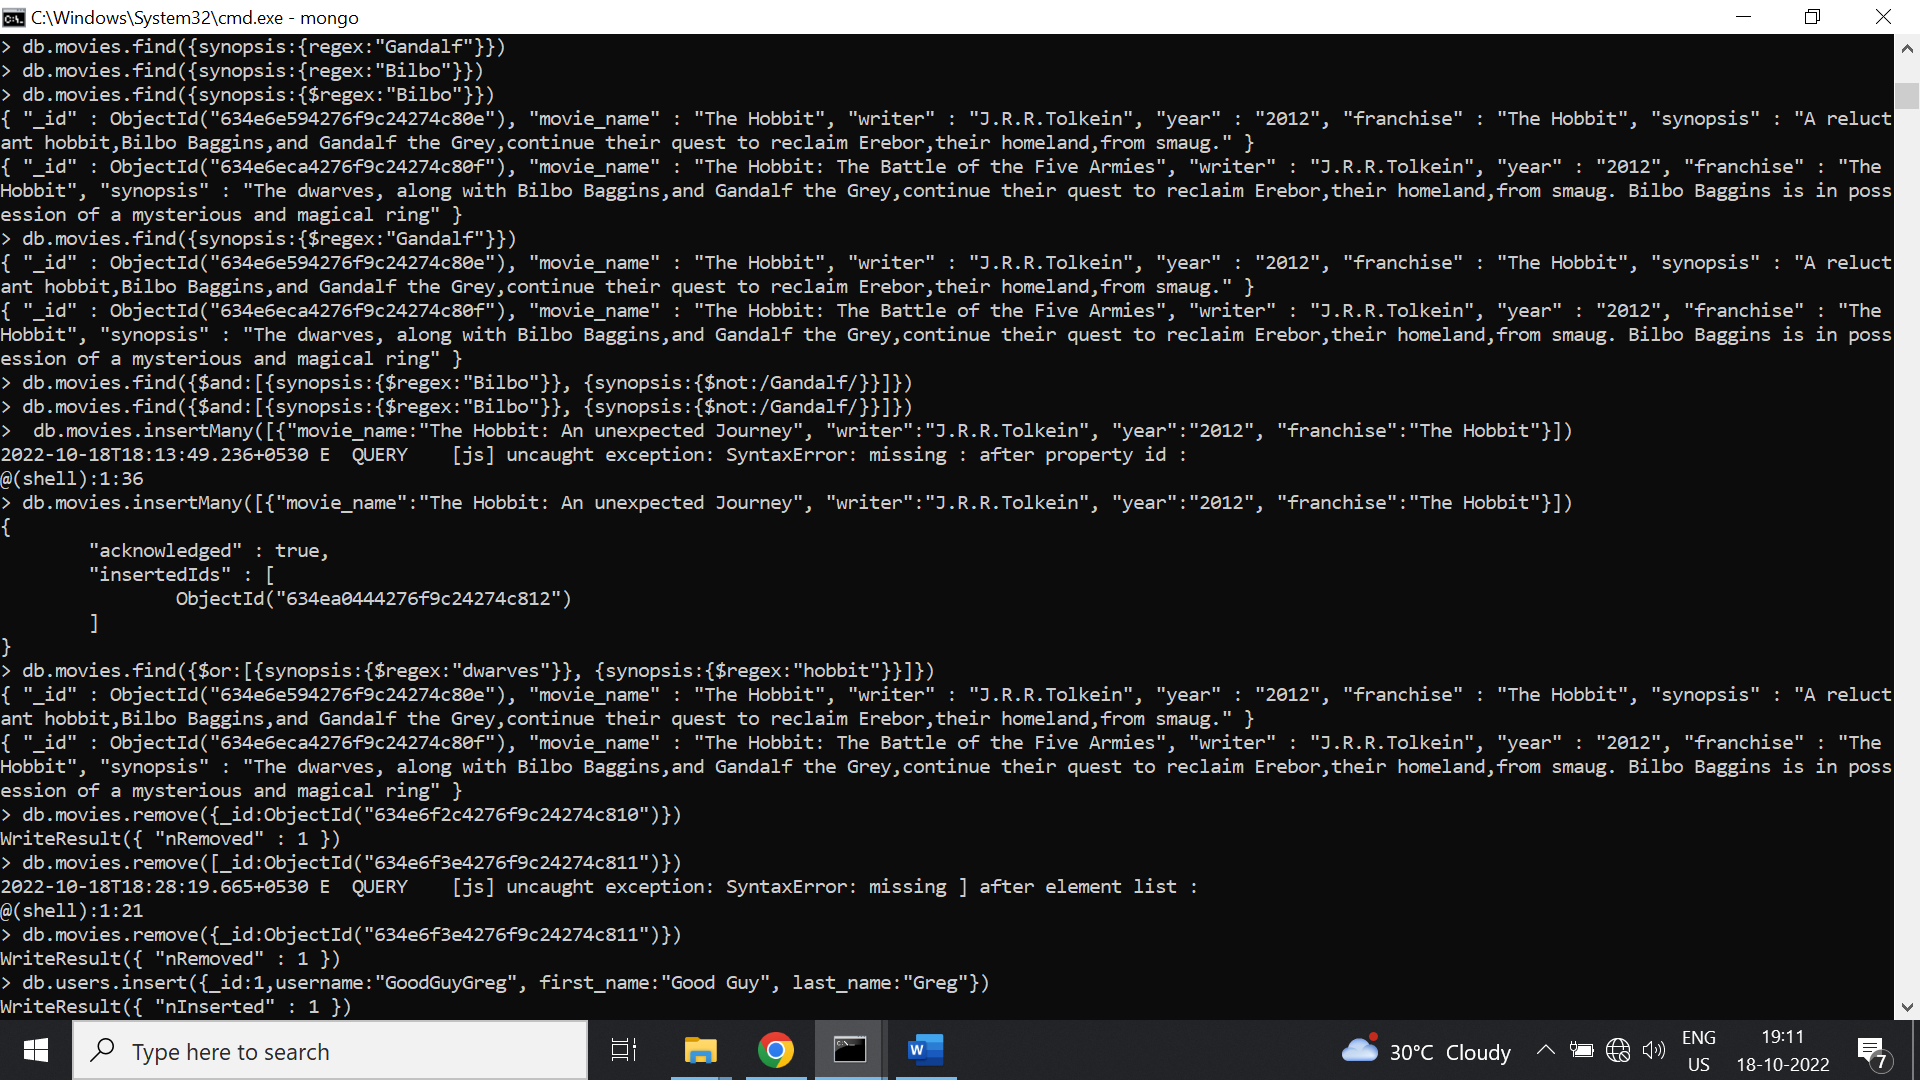 C:\Windows\System32\cmd.exe - mongo
> db.movies.find({synopsis:{regex:"Gandalf"}})
> db.movies.find({synopsis:{regex:"Bilbo"}})
> db.movies.find({synopsis:{$regex:"Bilbo"}})
{ "_id" : ObjectId("634e6e594276f9c24274c80e"), "movie_name" : "The Hobbit", "writer" : "J.R.R.Tolkein", "year" : "2012", "franchise" : "The Hobbit", "synopsis" : "A reluct
ant hobbit,Bilbo Baggins,and Gandalf the Grey,continue their quest to reclaim Erebor,their homeland,from smaug." }
{ "_id" : ObjectId("634e6eca4276f9c24274c80f"), "movie_name" : "The Hobbit: The Battle of the Five Armies", "writer" : "J.R.R.Tolkein", "year" : "2012", "franchise" : "The
Hobbit", "synopsis" : "The dwarves, along with Bilbo Baggins,and Gandalf the Grey,continue their quest to reclaim Erebor,their homeland,from smaug. Bilbo Baggins is in poss
ession of a mysterious and magical ring" }
> db.movies.find({synopsis:{$regex:"Gandalf"}})
{ "_id" : ObjectId("634e6e594276f9c24274c80e"), "movie_name" : "The Hobbit", "writer" : "J.R.R.Tolkein", "year" : "2012", "franchise" : "The Hobbit", "synopsis" : "A reluct
ant hobbit,Bilbo Baggins,and Gandalf the Grey,continue their quest to reclaim Erebor,their homeland,from smaug." }
{ "_id" : ObjectId("634e6eca4276f9c24274c80f"), "movie_name" : "The Hobbit: The Battle of the Five Armies", "writer" : "J.R.R.Tolkein", "year" : "2012", "franchise" : "The
Hobbit", "synopsis" : "The dwarves, along with Bilbo Baggins,and Gandalf the Grey,continue their quest to reclaim Erebor,their homeland,from smaug. Bilbo Baggins is in poss
ession of a mysterious and magical ring" }
> db.movies.find({$and:[{synopsis:{$regex:"Bilbo"}}, {synopsis:{$not:/Gandalf/}}]})
> db.movies.find({$and:[{synopsis:{$regex:"Bilbo"}}, {synopsis:{$not:/Gandalf/}}]})
>  db.movies.insertMany([{"movie_name:"The Hobbit: An unexpected Journey", "writer":"J.R.R.Tolkein", "year":"2012", "franchise":"The Hobbit"}])
2022-10-18T18:13:49.236+0530 E  QUERY    [js] uncaught exception: SyntaxError: missing : after property id :
@(shell):1:36
> db.movies.insertMany([{"movie_name":"The Hobbit: An unexpected Journey", "writer":"J.R.R.Tolkein", "year":"2012", "franchise":"The Hobbit"}])
{
        "acknowledged" : true,
        "insertedIds" : [
                ObjectId("634ea0444276f9c24274c812")
        ]
}
> db.movies.find({$or:[{synopsis:{$regex:"dwarves"}}, {synopsis:{$regex:"hobbit"}}]})
{ "_id" : ObjectId("634e6e594276f9c24274c80e"), "movie_name" : "The Hobbit", "writer" : "J.R.R.Tolkein", "year" : "2012", "franchise" : "The Hobbit", "synopsis" : "A reluct
ant hobbit,Bilbo Baggins,and Gandalf the Grey,continue their quest to reclaim Erebor,their homeland,from smaug." }
{ "_id" : ObjectId("634e6eca4276f9c24274c80f"), "movie_name" : "The Hobbit: The Battle of the Five Armies", "writer" : "J.R.R.Tolkein", "year" : "2012", "franchise" : "The
Hobbit", "synopsis" : "The dwarves, along with Bilbo Baggins,and Gandalf the Grey,continue their quest to reclaim Erebor,their homeland,from smaug. Bilbo Baggins is in poss
ession of a mysterious and magical ring" }
> db.movies.remove({_id:ObjectId("634e6f2c4276f9c24274c810")})
WriteResult({ "nRemoved" : 1 })
> db.movies.remove([_id:ObjectId("634e6f3e4276f9c24274c811")})
2022-10-18T18:28:19.665+0530 E  QUERY    [js] uncaught exception: SyntaxError: missing ] after element list :
@(shell):1:21
> db.movies.remove({_id:ObjectId("634e6f3e4276f9c24274c811")})
WriteResult({ "nRemoved" : 1 })
> db.users.insert({_id:1,username:"GoodGuyGreg", first_name:"Good Guy", last_name:"Greg"})
WriteResult({ "nInserted" : 1 })
Type here to search
30°C Cloudy
ENG
US
19:11
18-10-2022
7